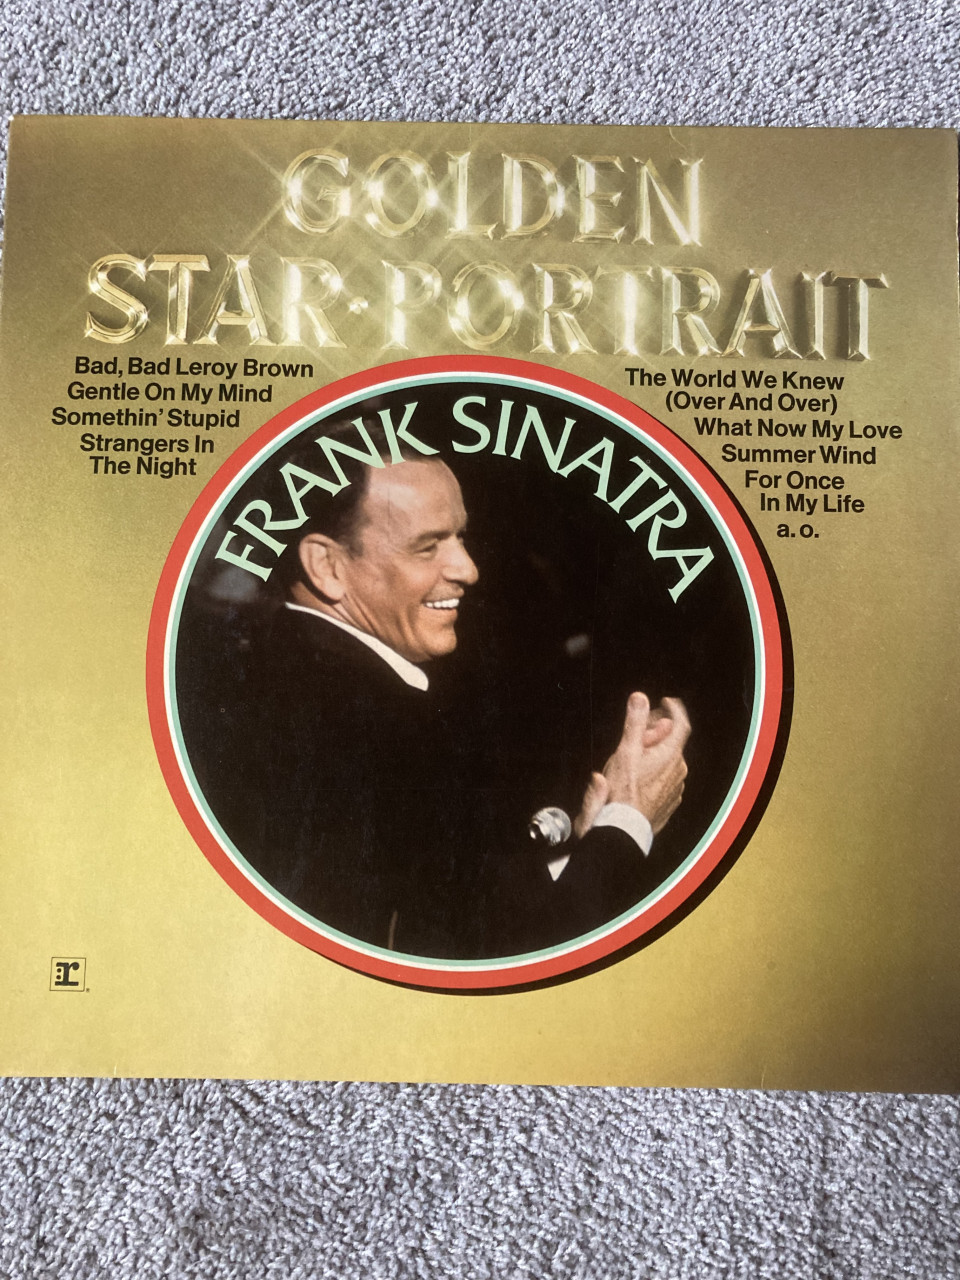 GOLDEN
STAR·PORTRAIT
Bad, Bad Leroy Brown
Gentle On My Mind
Somethin' Stupid
Strangers In
The Night
The World We Knew
(Over And Over)
What Now My Love
Summer Wind
For Once
In My Life
a. o.
FRANK SINATRA
r